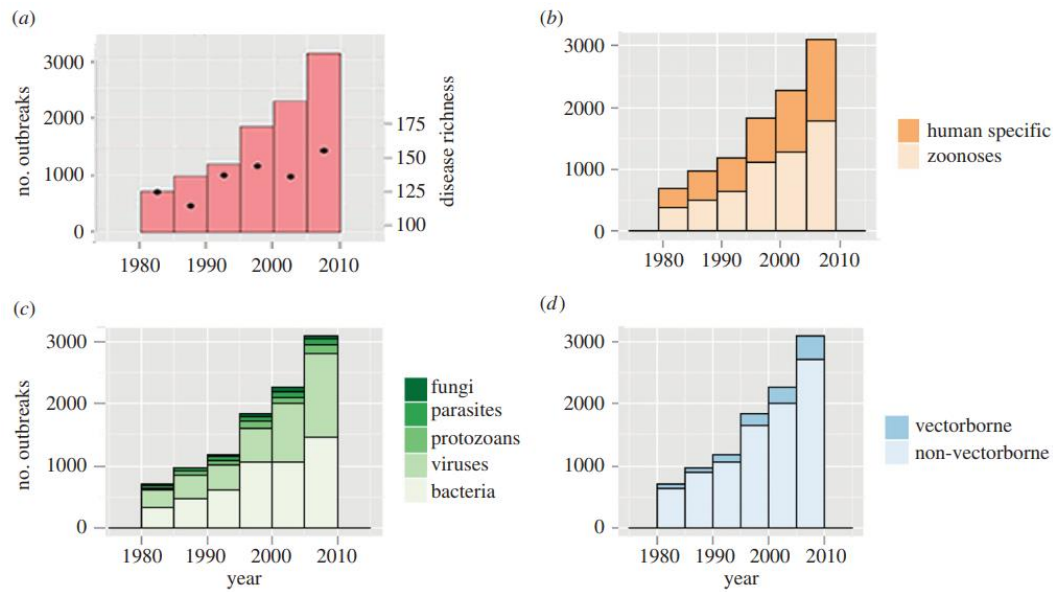 (a)
no. outbreaks
3000
2000
1000
0
175
150
125
100
disease richness
1980 1990 2000 2010
(b)
3000
2000
1000
0
1980 1990 2000 2010
human specific
zoonoses
(c)
no. outbreaks
3000
2000
1000
0
1980 1990 2000 2010
year
fungi
parasites
protozoans
viruses
bacteria
(d)
3000
2000
1000
0
1980 1990 2000 2010
year
vectorborne
non-vectorborne